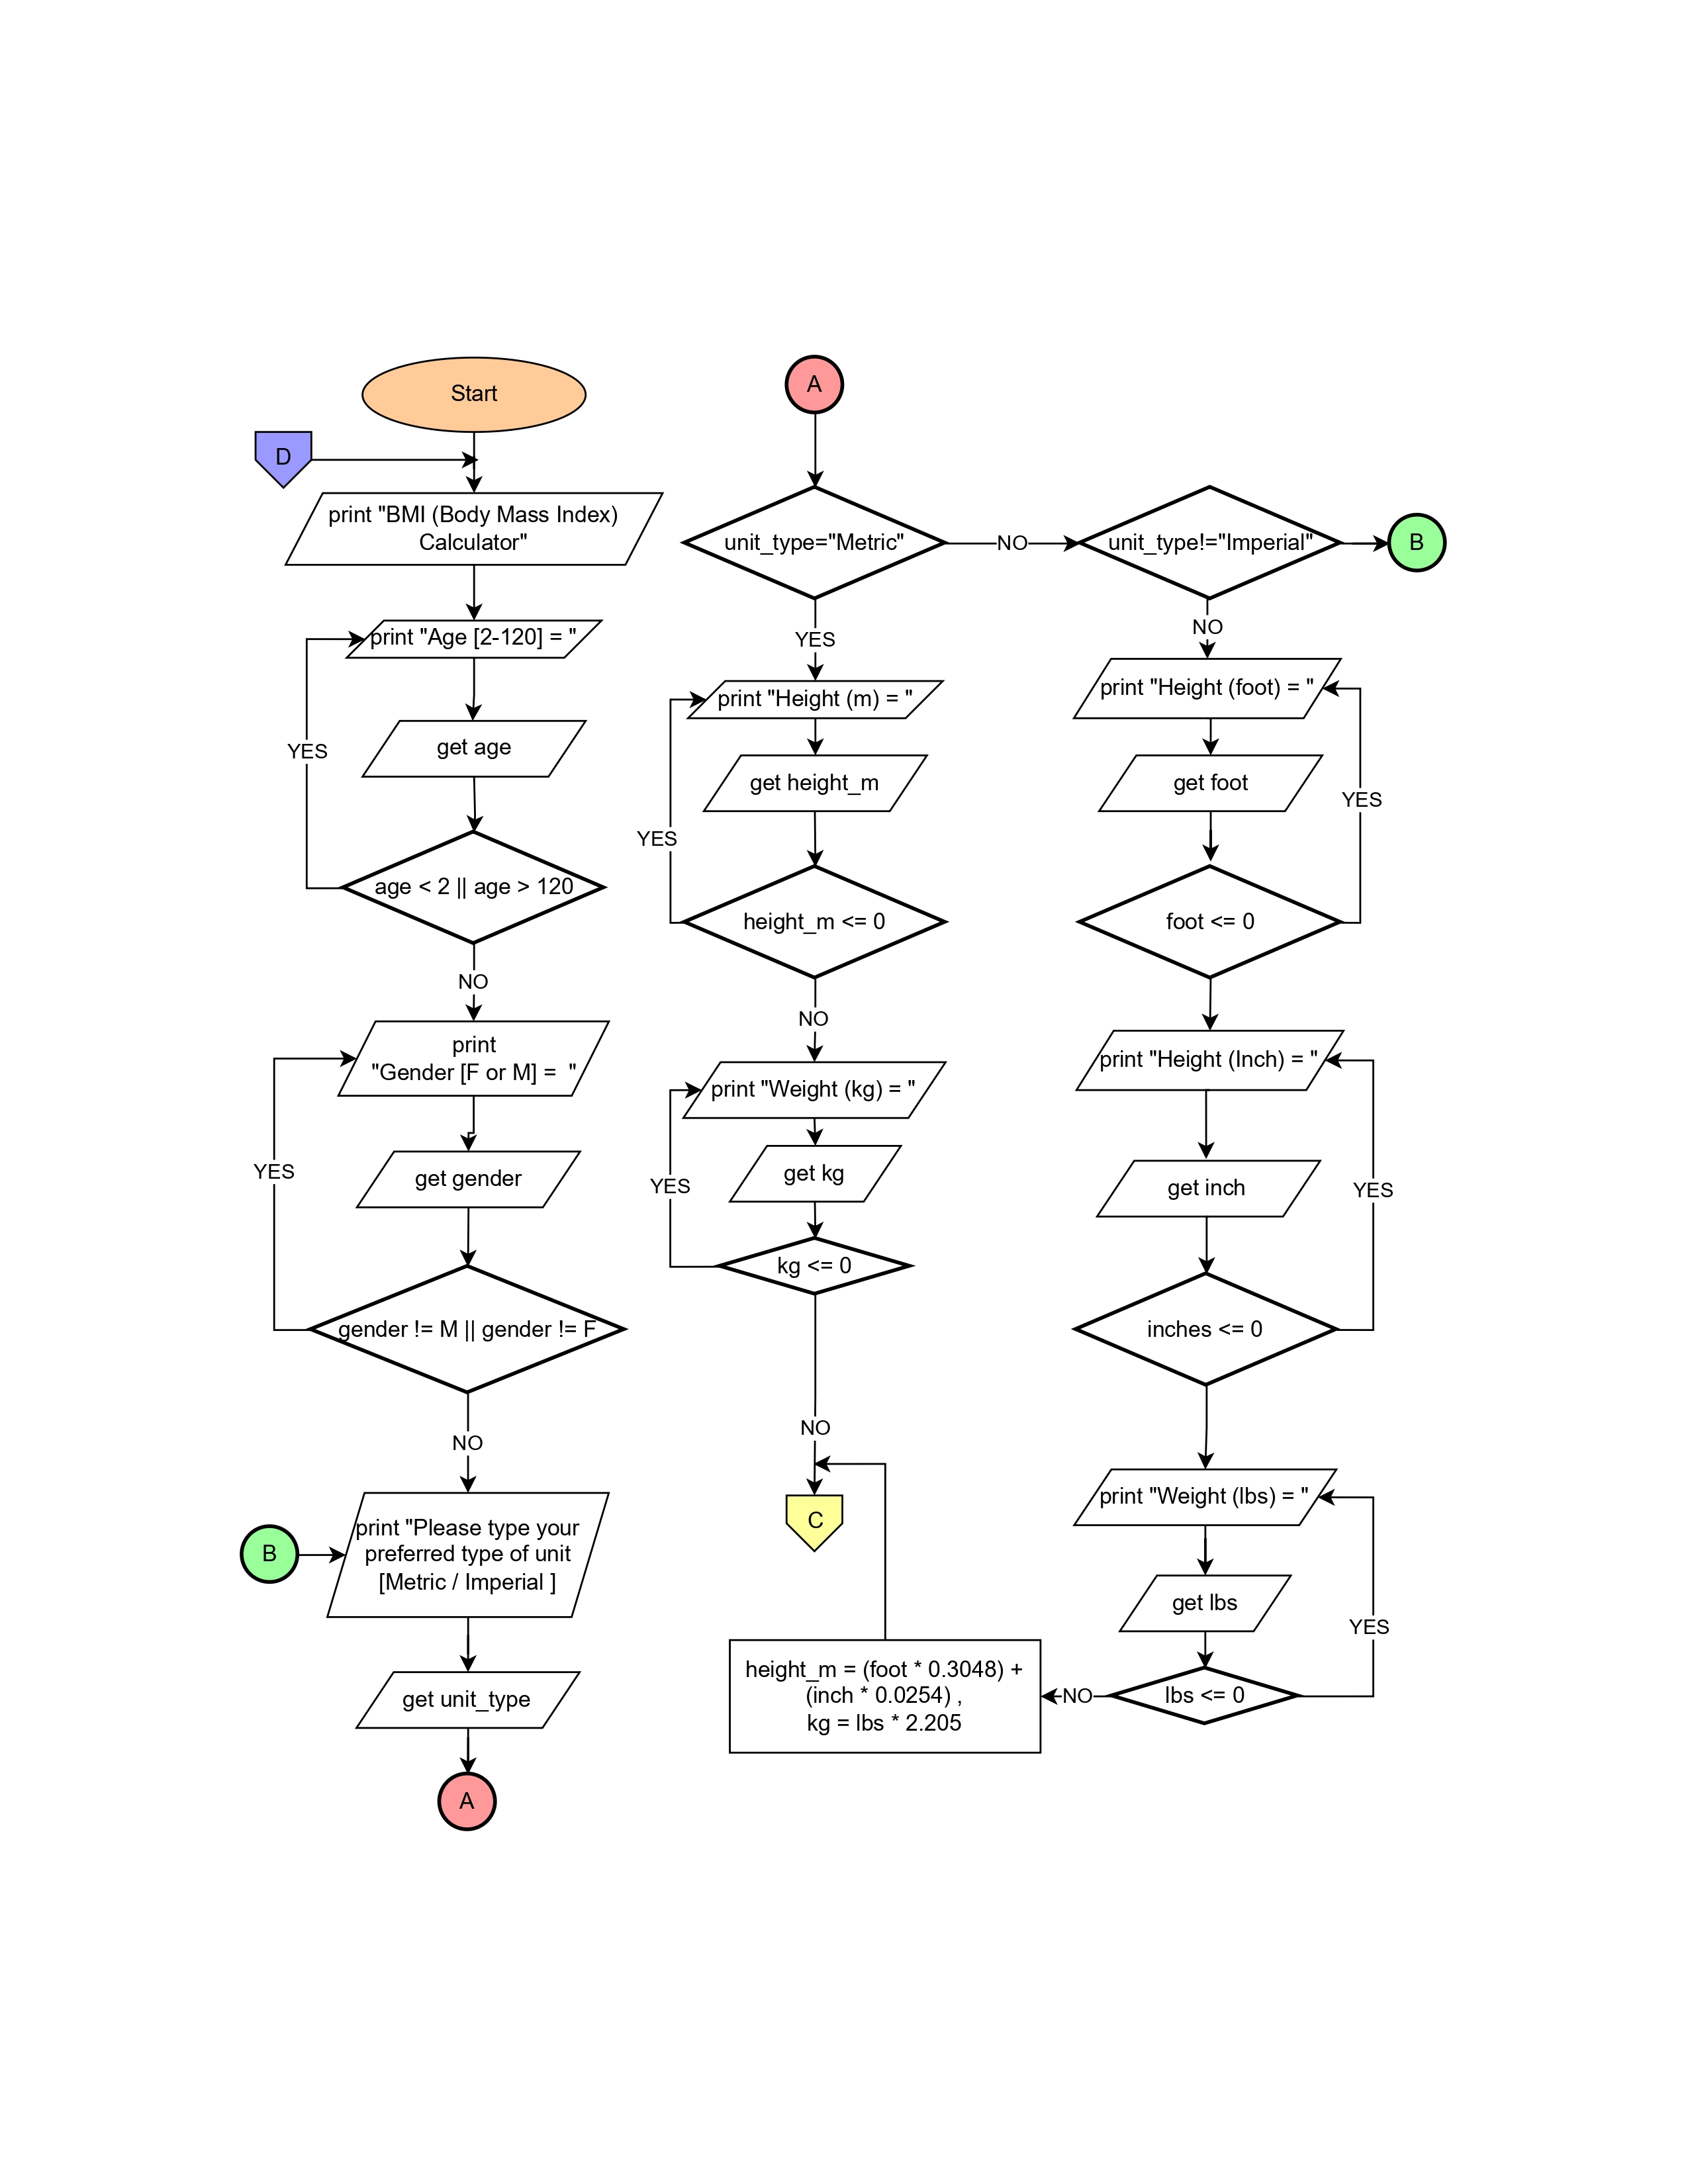 Start
D
print "BMI (Body Mass Index)
Calculator"
print "Age [2-120] = "
get age
YES
age < 2 || age > 120
NO
print
"Gender [F or M] =  "
get gender
YES
gender != M || gender != F
NO
B
print "Please type your
preferred type of unit
[Metric / Imperial ]
get unit_type
A
A
unit_type="Metric"
NO
unit_type!="Imperial"
B
YES
print "Height (m) = "
get height_m
YES
height_m <= 0
NO
print "Weight (kg) = "
get kg
YES
kg <= 0
NO
C
NO
print "Height (foot) = "
get foot
YES
foot <= 0
print "Height (Inch) = "
get inch
YES
inches <= 0
print "Weight (lbs) = "
get lbs
YES
lbs <= 0
NO
height_m = (foot * 0.3048) +
(inch * 0.0254) ,
kg = lbs * 2.205